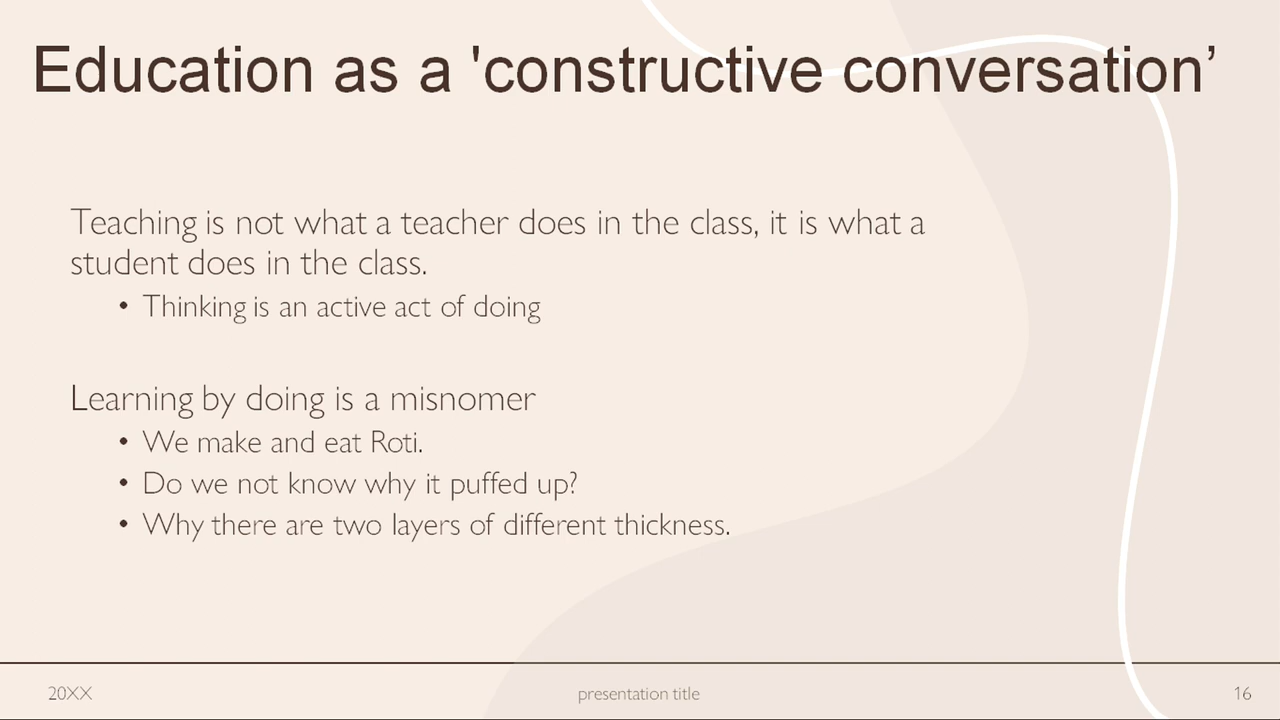 Education as a 'constructive conversation’
Teaching is not what a teacher does in the class, it is what a
student does in the class.
• Thinking is an active act of doing
Learning by doing is a misnomer
• We make and eat Roti.
• Do we not know why it puffed up?
• Why there are two layers of different thickness.
20XX
presentation title
16